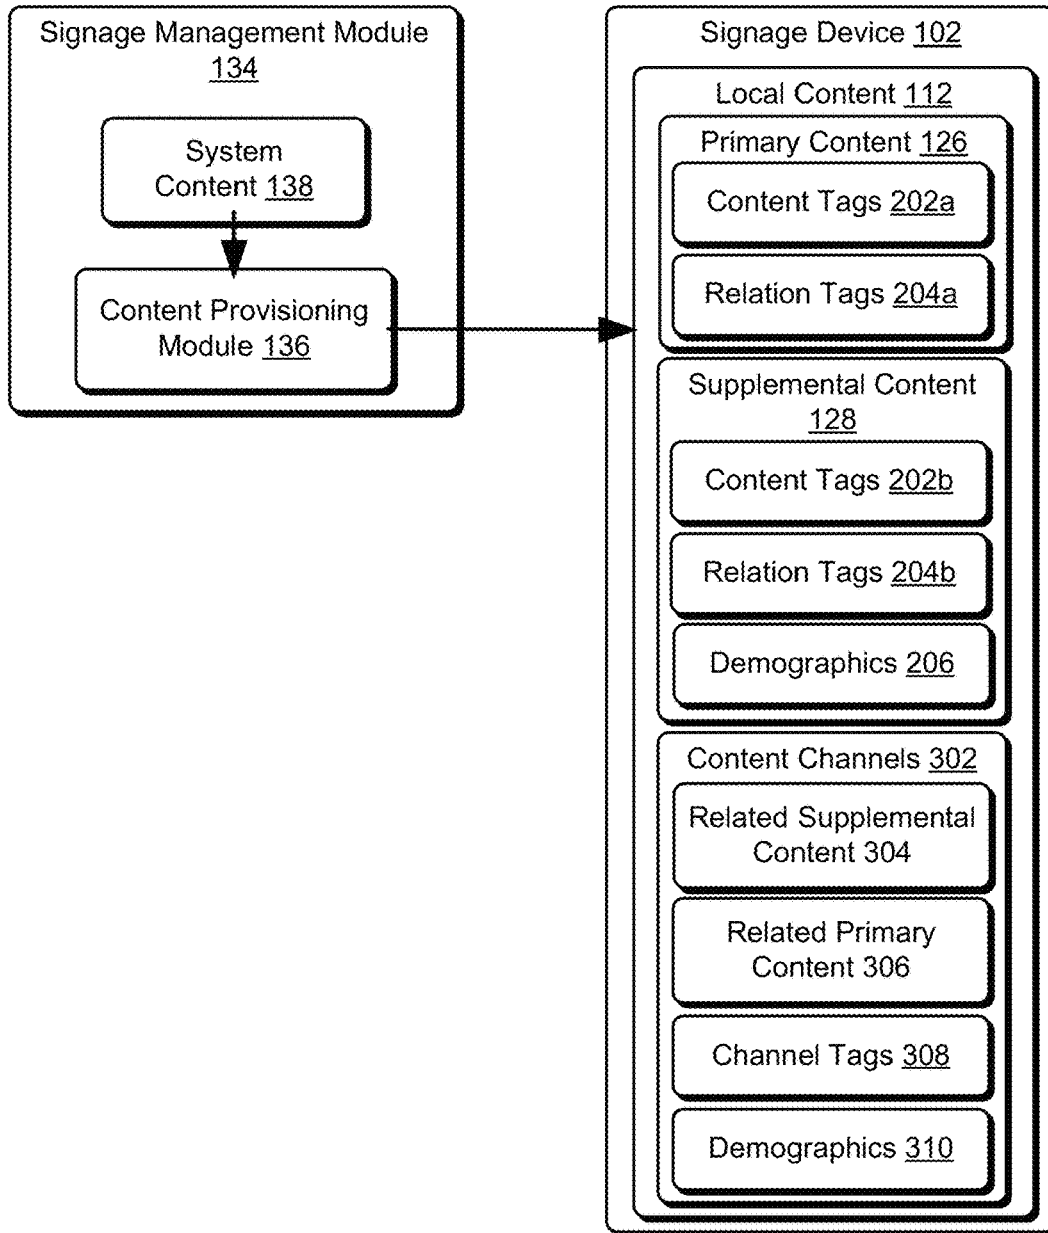 Signage Management Module
134
System
Content 138
Content Provisioning
Module 136
Signage Device 102
Local Content 112
Primary Content 126
Content Tags 202a
Relation Tags 204a
Supplemental Content
128
Content Tags 202b
Relation Tags 204b
Demographics 206
Content Channels 302
Related Supplemental
Content 304
Related Primary
Content 306
Channel Tags 308
Demographics 310